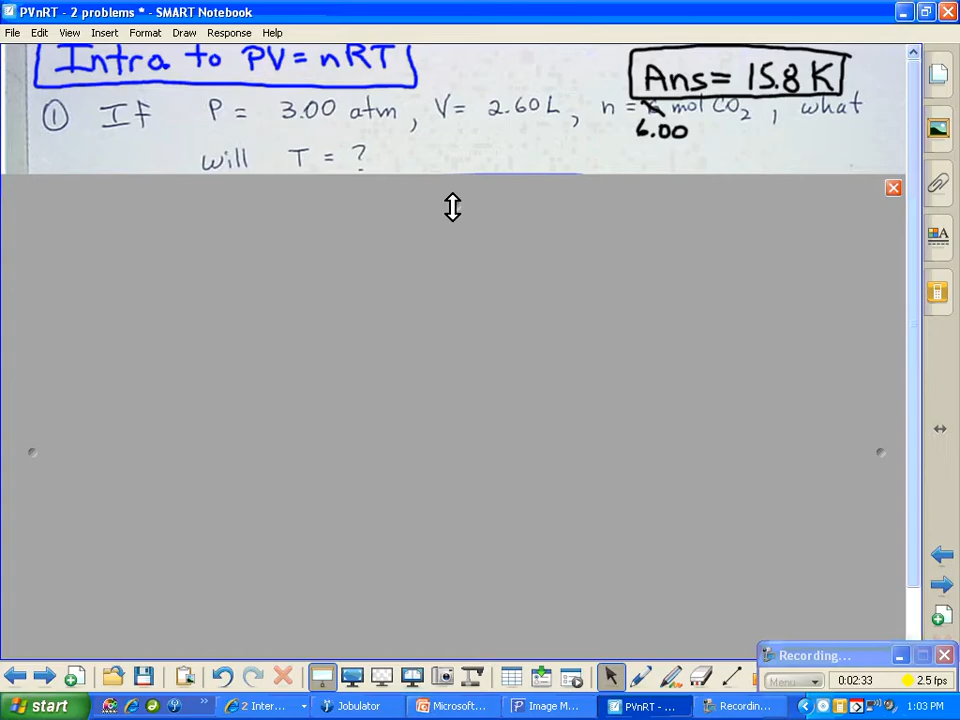 PVnRT - 2 problems * - SMART Notebook
File Edit View Insert Format Draw Response Help
Intra to PV = nRT
Ans = 15.8 K
① If P = 3.00 atm, V = 2.60 L, n = mol CO2, what
6.00
will T = ?
Recording...
Menu
0:02:33
2.5 fps
start
2 Inter...
Jobulator
Microsoft...
Image M...
PVnRT - ...
Recordin...
1:03 PM